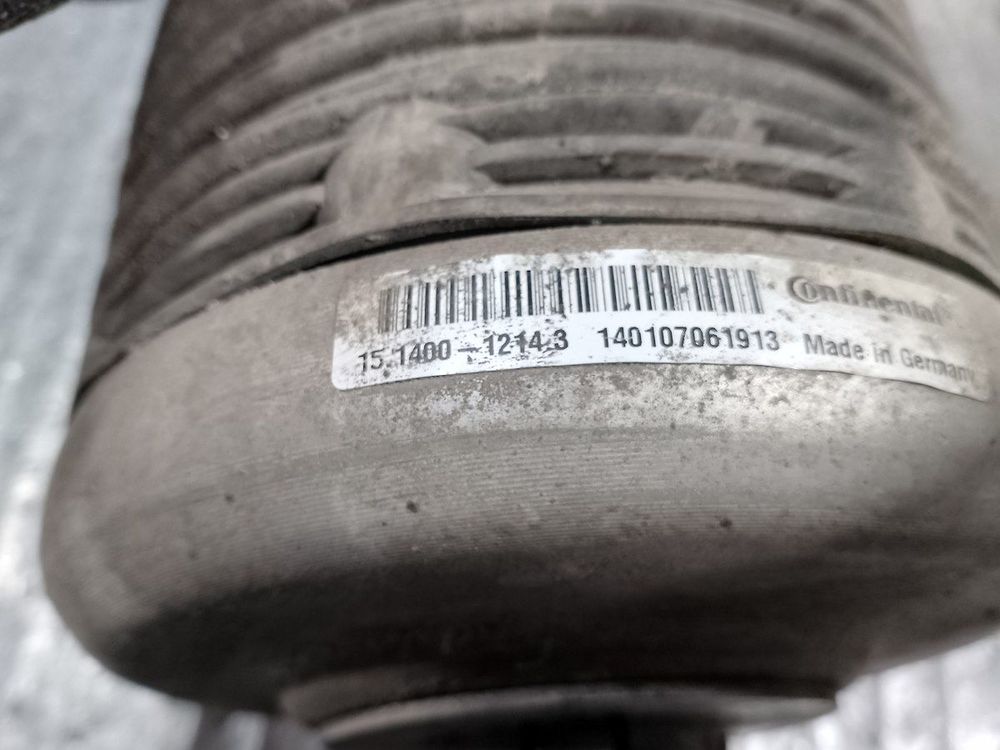 Continental
15.1400-1214.3 140107061913 Made in Germany